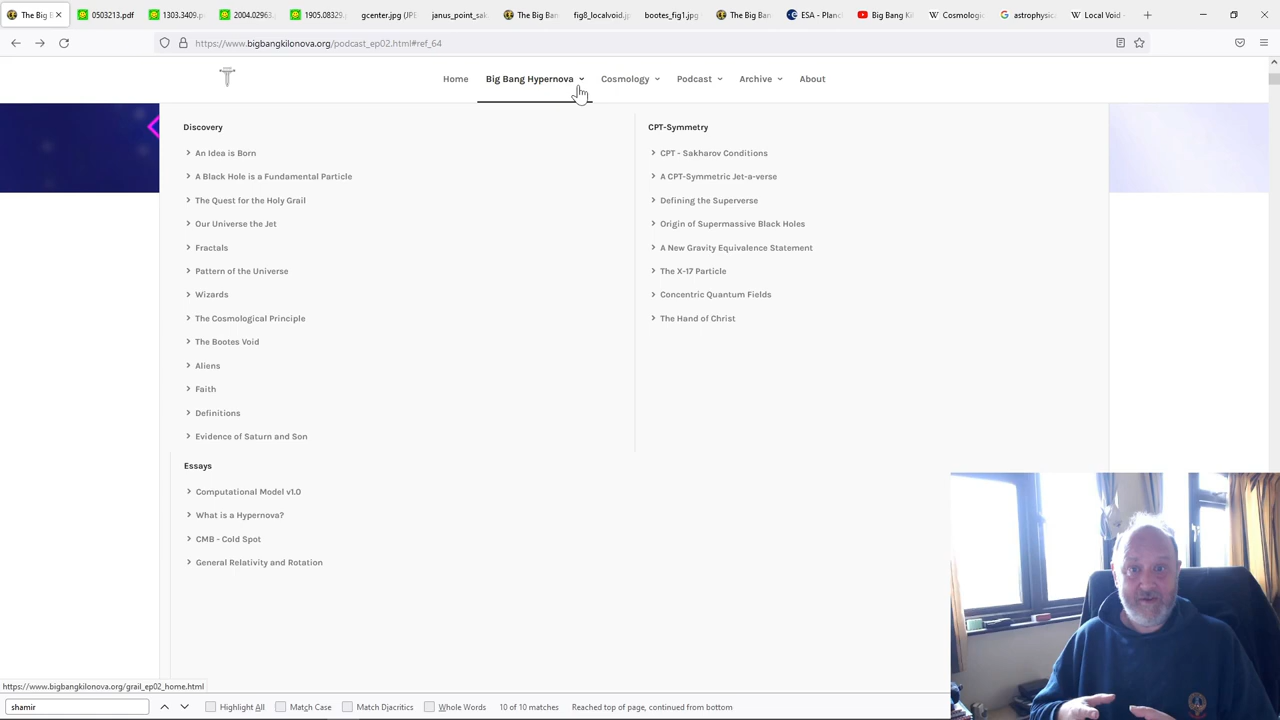 The Big B
0503213.pdf
1303.3409.p
2004.02963.
1905.08329.
gcenter.jpg (JPE
janus_point_sak
The Big Ban
fig8_localvoid.jp
bootes_fig1.jpg
The Big Ban
ESA - Planc
Big Bang Ki
Cosmologic
astrophysic
Local Void -
https://www.bigbangkilonova.org/podcast_ep02.html#ref_64
Home
Big Bang Hypernova
Cosmology
Podcast
Archive
About
Discovery
An Idea is Born
A Black Hole is a Fundamental Particle
The Quest for the Holy Grail
Our Universe the Jet
Fractals
Pattern of the Universe
Wizards
The Cosmological Principle
The Bootes Void
Aliens
Faith
Definitions
Evidence of Saturn and Son
CPT-Symmetry
CPT - Sakharov Conditions
A CPT-Symmetric Jet-a-verse
Defining the Superverse
Origin of Supermassive Black Holes
A New Gravity Equivalence Statement
The X-17 Particle
Concentric Quantum Fields
The Hand of Christ
Essays
Computational Model v1.0
What is a Hypernova?
CMB - Cold Spot
General Relativity and Rotation
https://www.bigbangkilonova.org/grail_ep02_home.html
shamir
Highlight All
Match Case
Match Diacritics
Whole Words
10 of 10 matches
Reached top of page, continued from bottom